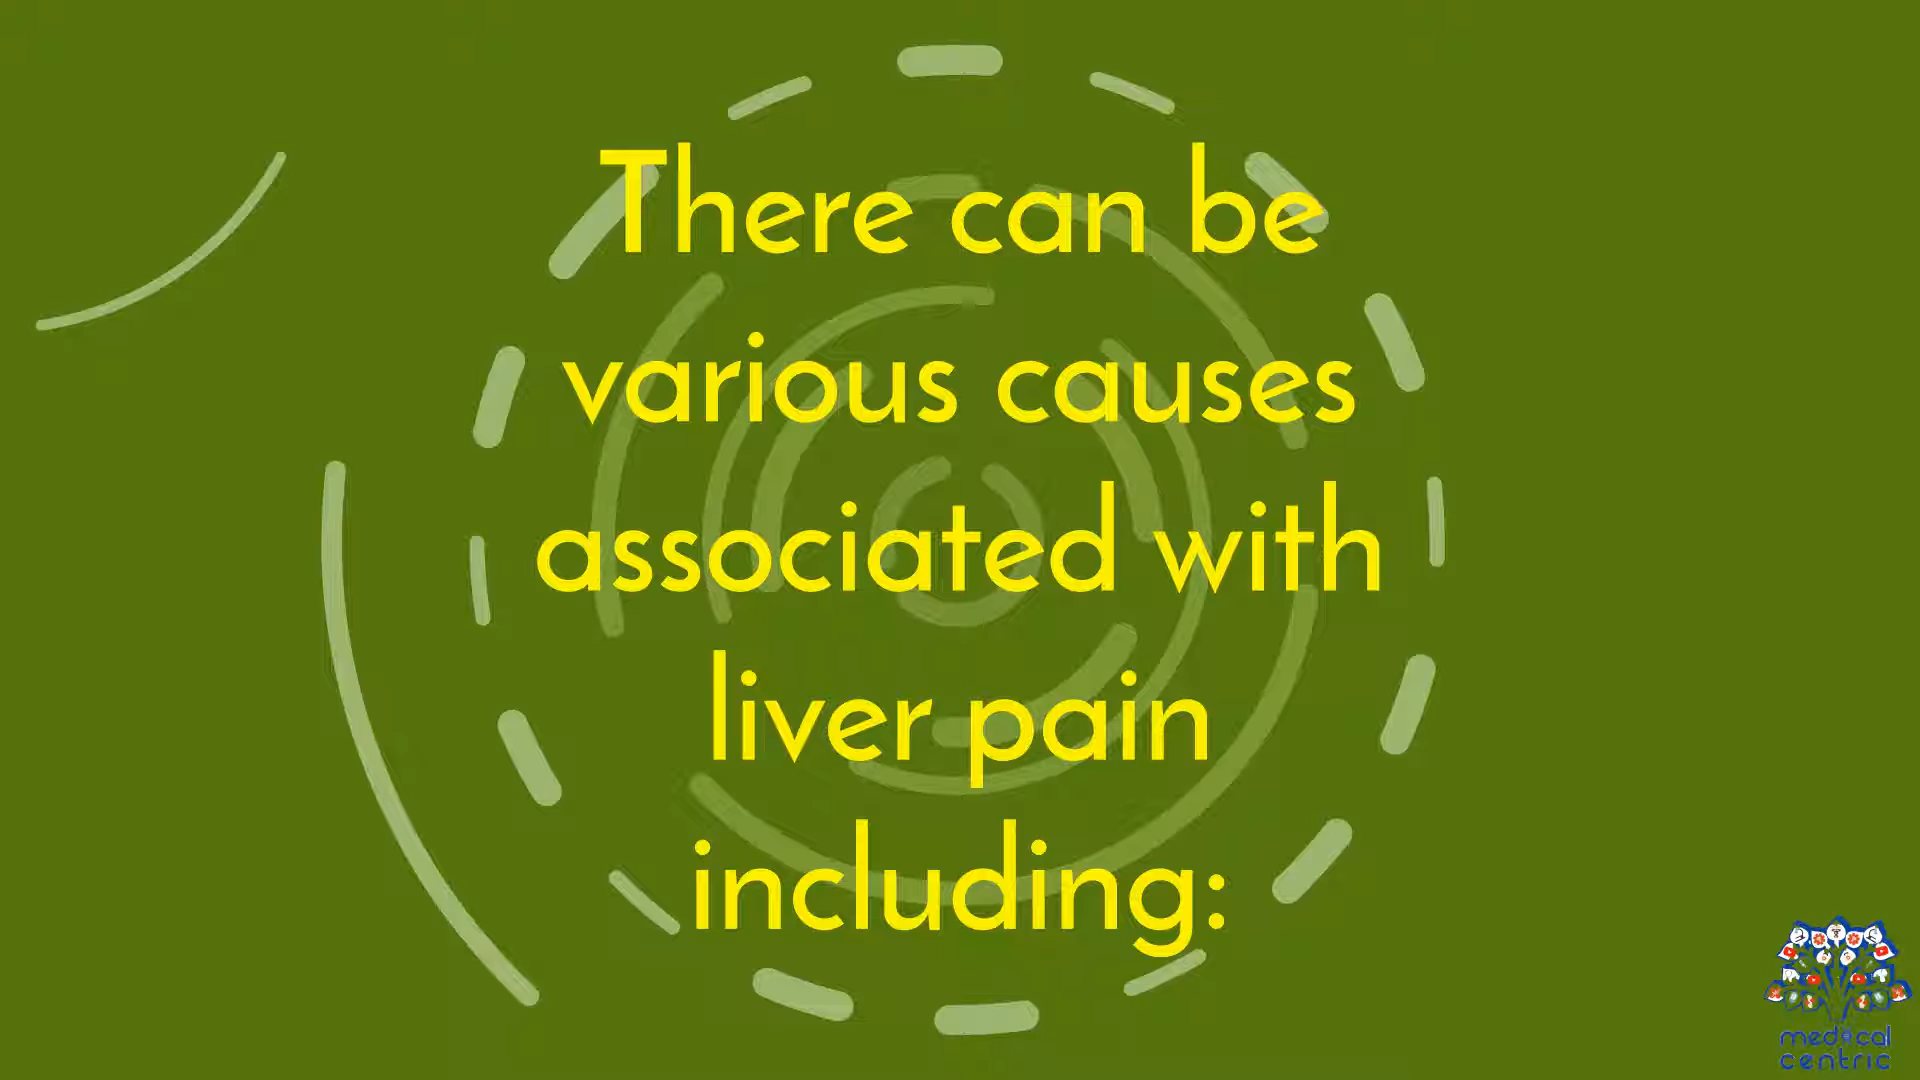 There can be
various causes
associated with
liver pain
including:
medical
centric